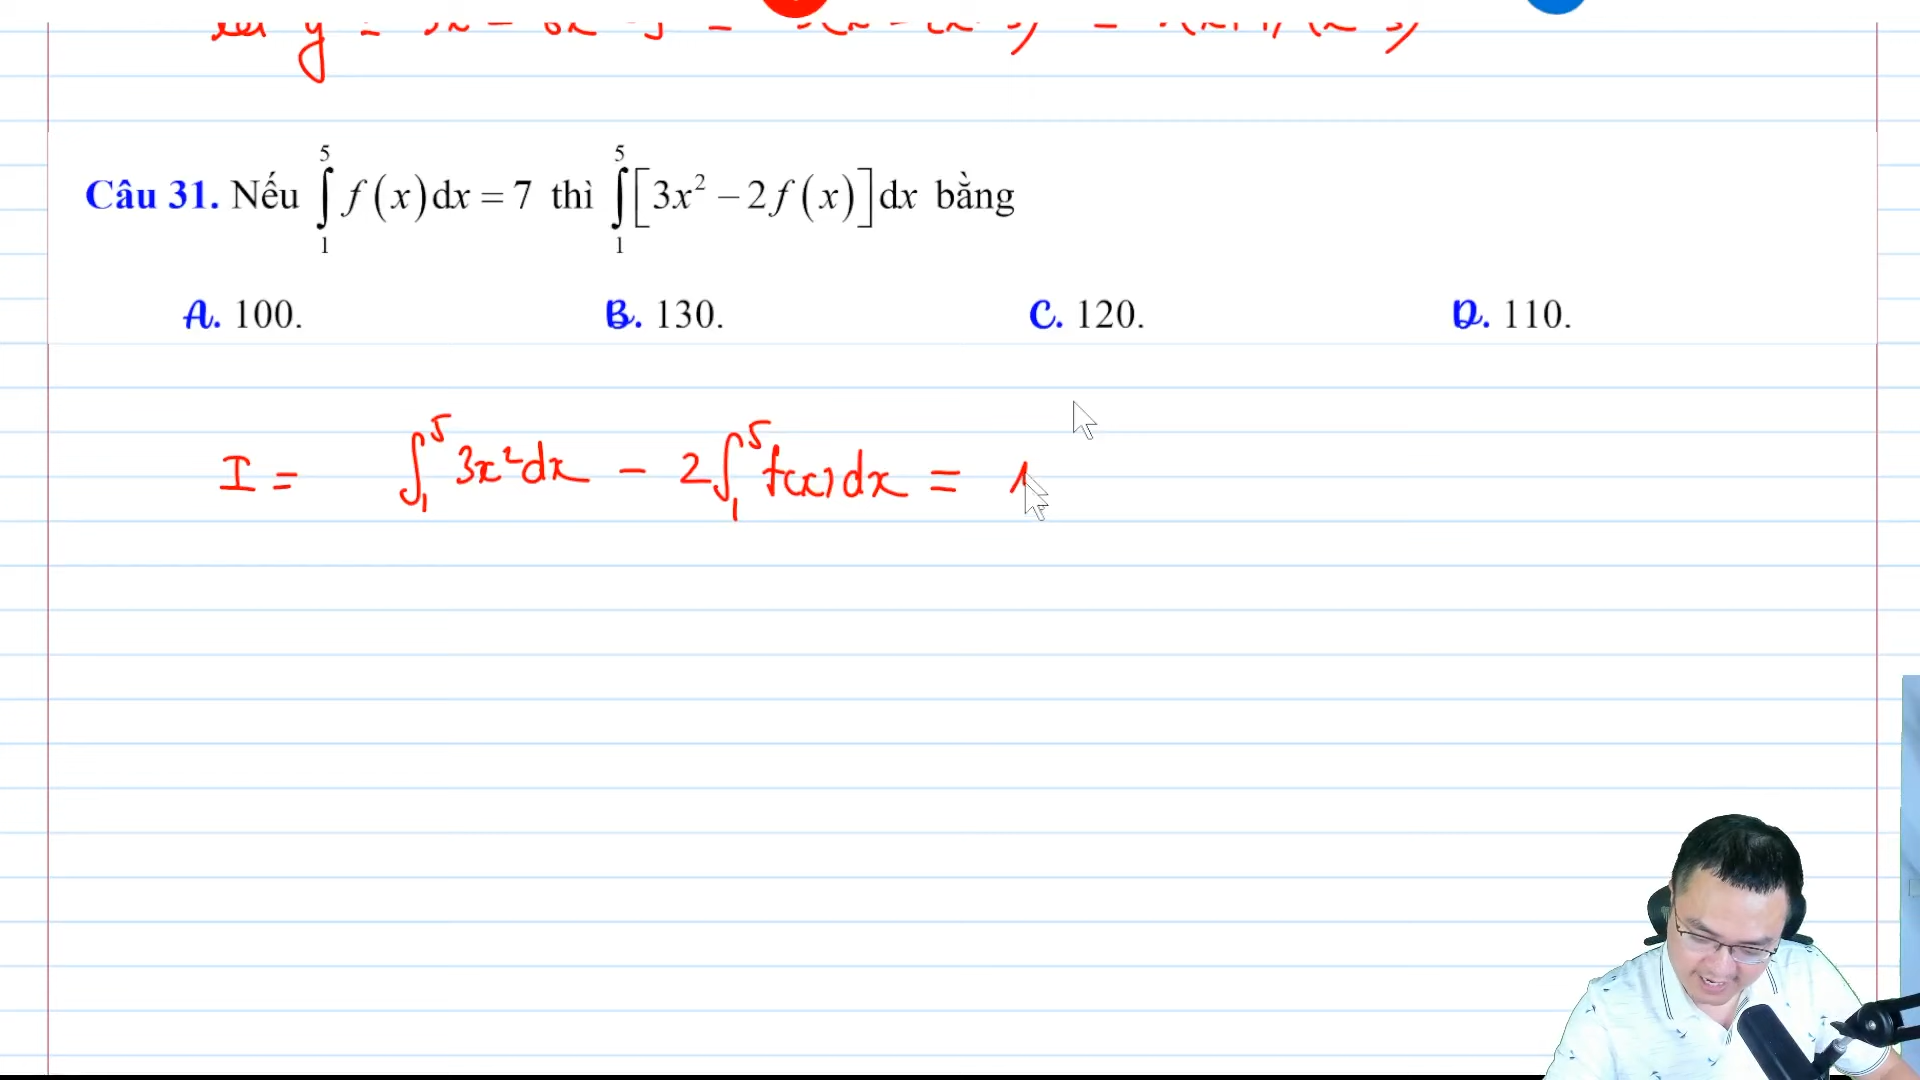 Câu 31. Nếu ∫₁⁵ f(x)dx = 7 thì ∫₁⁵ [3x² − 2f(x)]dx bằng
A. 100. B. 130. C. 120. D. 110.
I = ∫₁⁵ 3x²dx − 2∫₁⁵ f(x)dx = 1